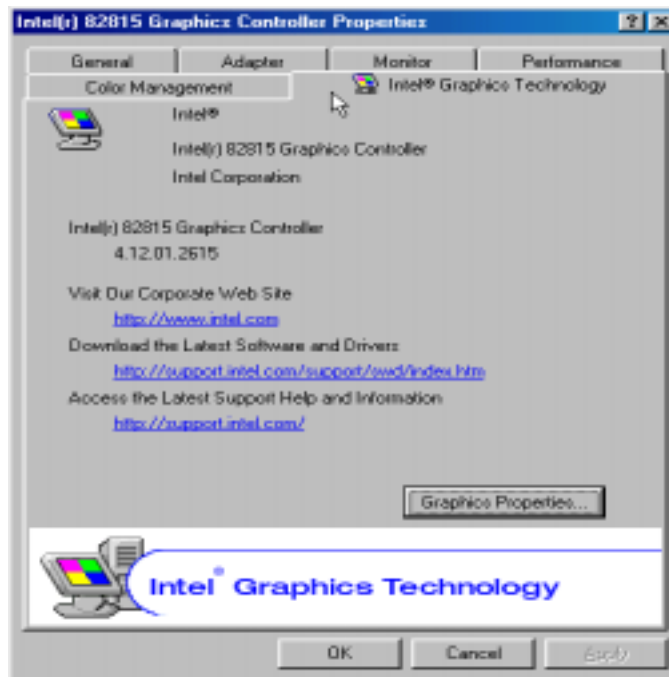 Intel(r) 82815 Graphics Controller Properties
General Adapter Monitor Performance
Color Management Intel® Graphics Technology
Intel®
Intel(r) 82815 Graphics Controller
Intel Corporation
Intel(r) 82815 Graphics Controller
4.12.01.2615
Visit Our Corporate Web Site
http://www.intel.com
Download the Latest Software and Drivers
http://support.intel.com/support/swd/index.htm
Access the Latest Support Help and Information
http://support.intel.com/
Graphics Properties...
Intel® Graphics Technology
OK Cancel Apply